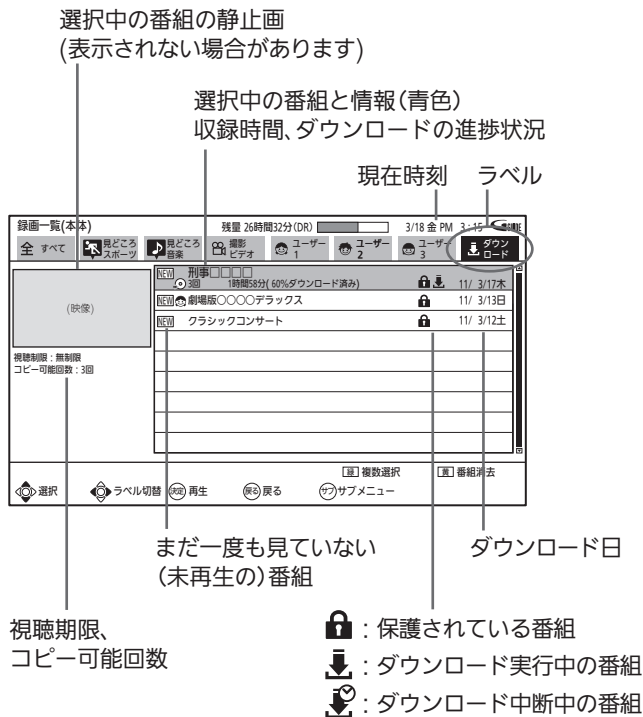 選択中の番組の静止画
(表示されない場合があります)
選択中の番組と情報(青色)
収録時間、ダウンロードの進捗状況
現在時刻 ラベル
録画一覧(本体) 残量 26時間32分(DR) 3/18 金 PM 3:15
全 すべて 見どころ スポーツ 見どころ 音楽 撮影 ビデオ ユーザー 1 ユーザー 2 ユーザー 3 ダウン ロード
NEW 刑事□□□□
3回 1時間58分(60%ダウンロード済み) 11/ 3/17木
(映像)
NEW 劇場版○○○○デラックス 11/ 3/13日
NEW クラシックコンサート 11/ 3/12土
視聴制限:無制限
コピー可能回数:3回
緑 複数選択 黄 番組消去
選択 ラベル切替 決定 再生 戻る 戻る サブ サブメニュー
まだ一度も見ていない
(未再生の)番組
ダウンロード日
視聴期限、
コピー可能回数
:保護されている番組
:ダウンロード実行中の番組
:ダウンロード中断中の番組